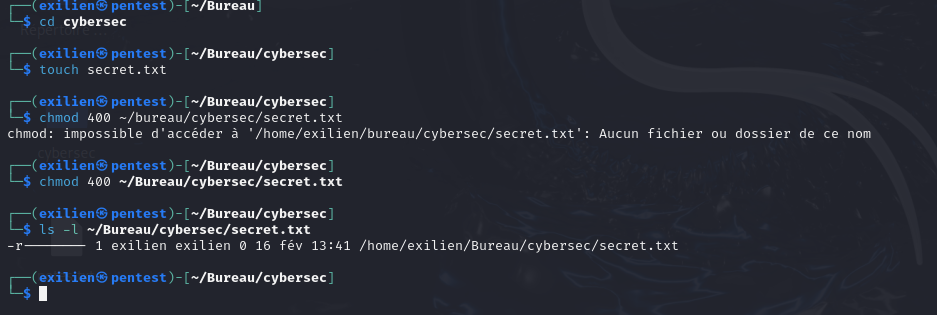 ┌──(exilien㉿pentest)-[~/Bureau]
└─$ cd cybersec
┌──(exilien㉿pentest)-[~/Bureau/cybersec]
└─$ touch secret.txt
┌──(exilien㉿pentest)-[~/Bureau/cybersec]
└─$ chmod 400 ~/bureau/cybersec/secret.txt
chmod: impossible d'accéder à '/home/exilien/bureau/cybersec/secret.txt': Aucun fichier ou dossier de ce nom
┌──(exilien㉿pentest)-[~/Bureau/cybersec]
└─$ chmod 400 ~/Bureau/cybersec/secret.txt
┌──(exilien㉿pentest)-[~/Bureau/cybersec]
└─$ ls -l ~/Bureau/cybersec/secret.txt
-r-------- 1 exilien exilien 0 16 fév 13:41 /home/exilien/Bureau/cybersec/secret.txt
┌──(exilien㉿pentest)-[~/Bureau/cybersec]
└─$